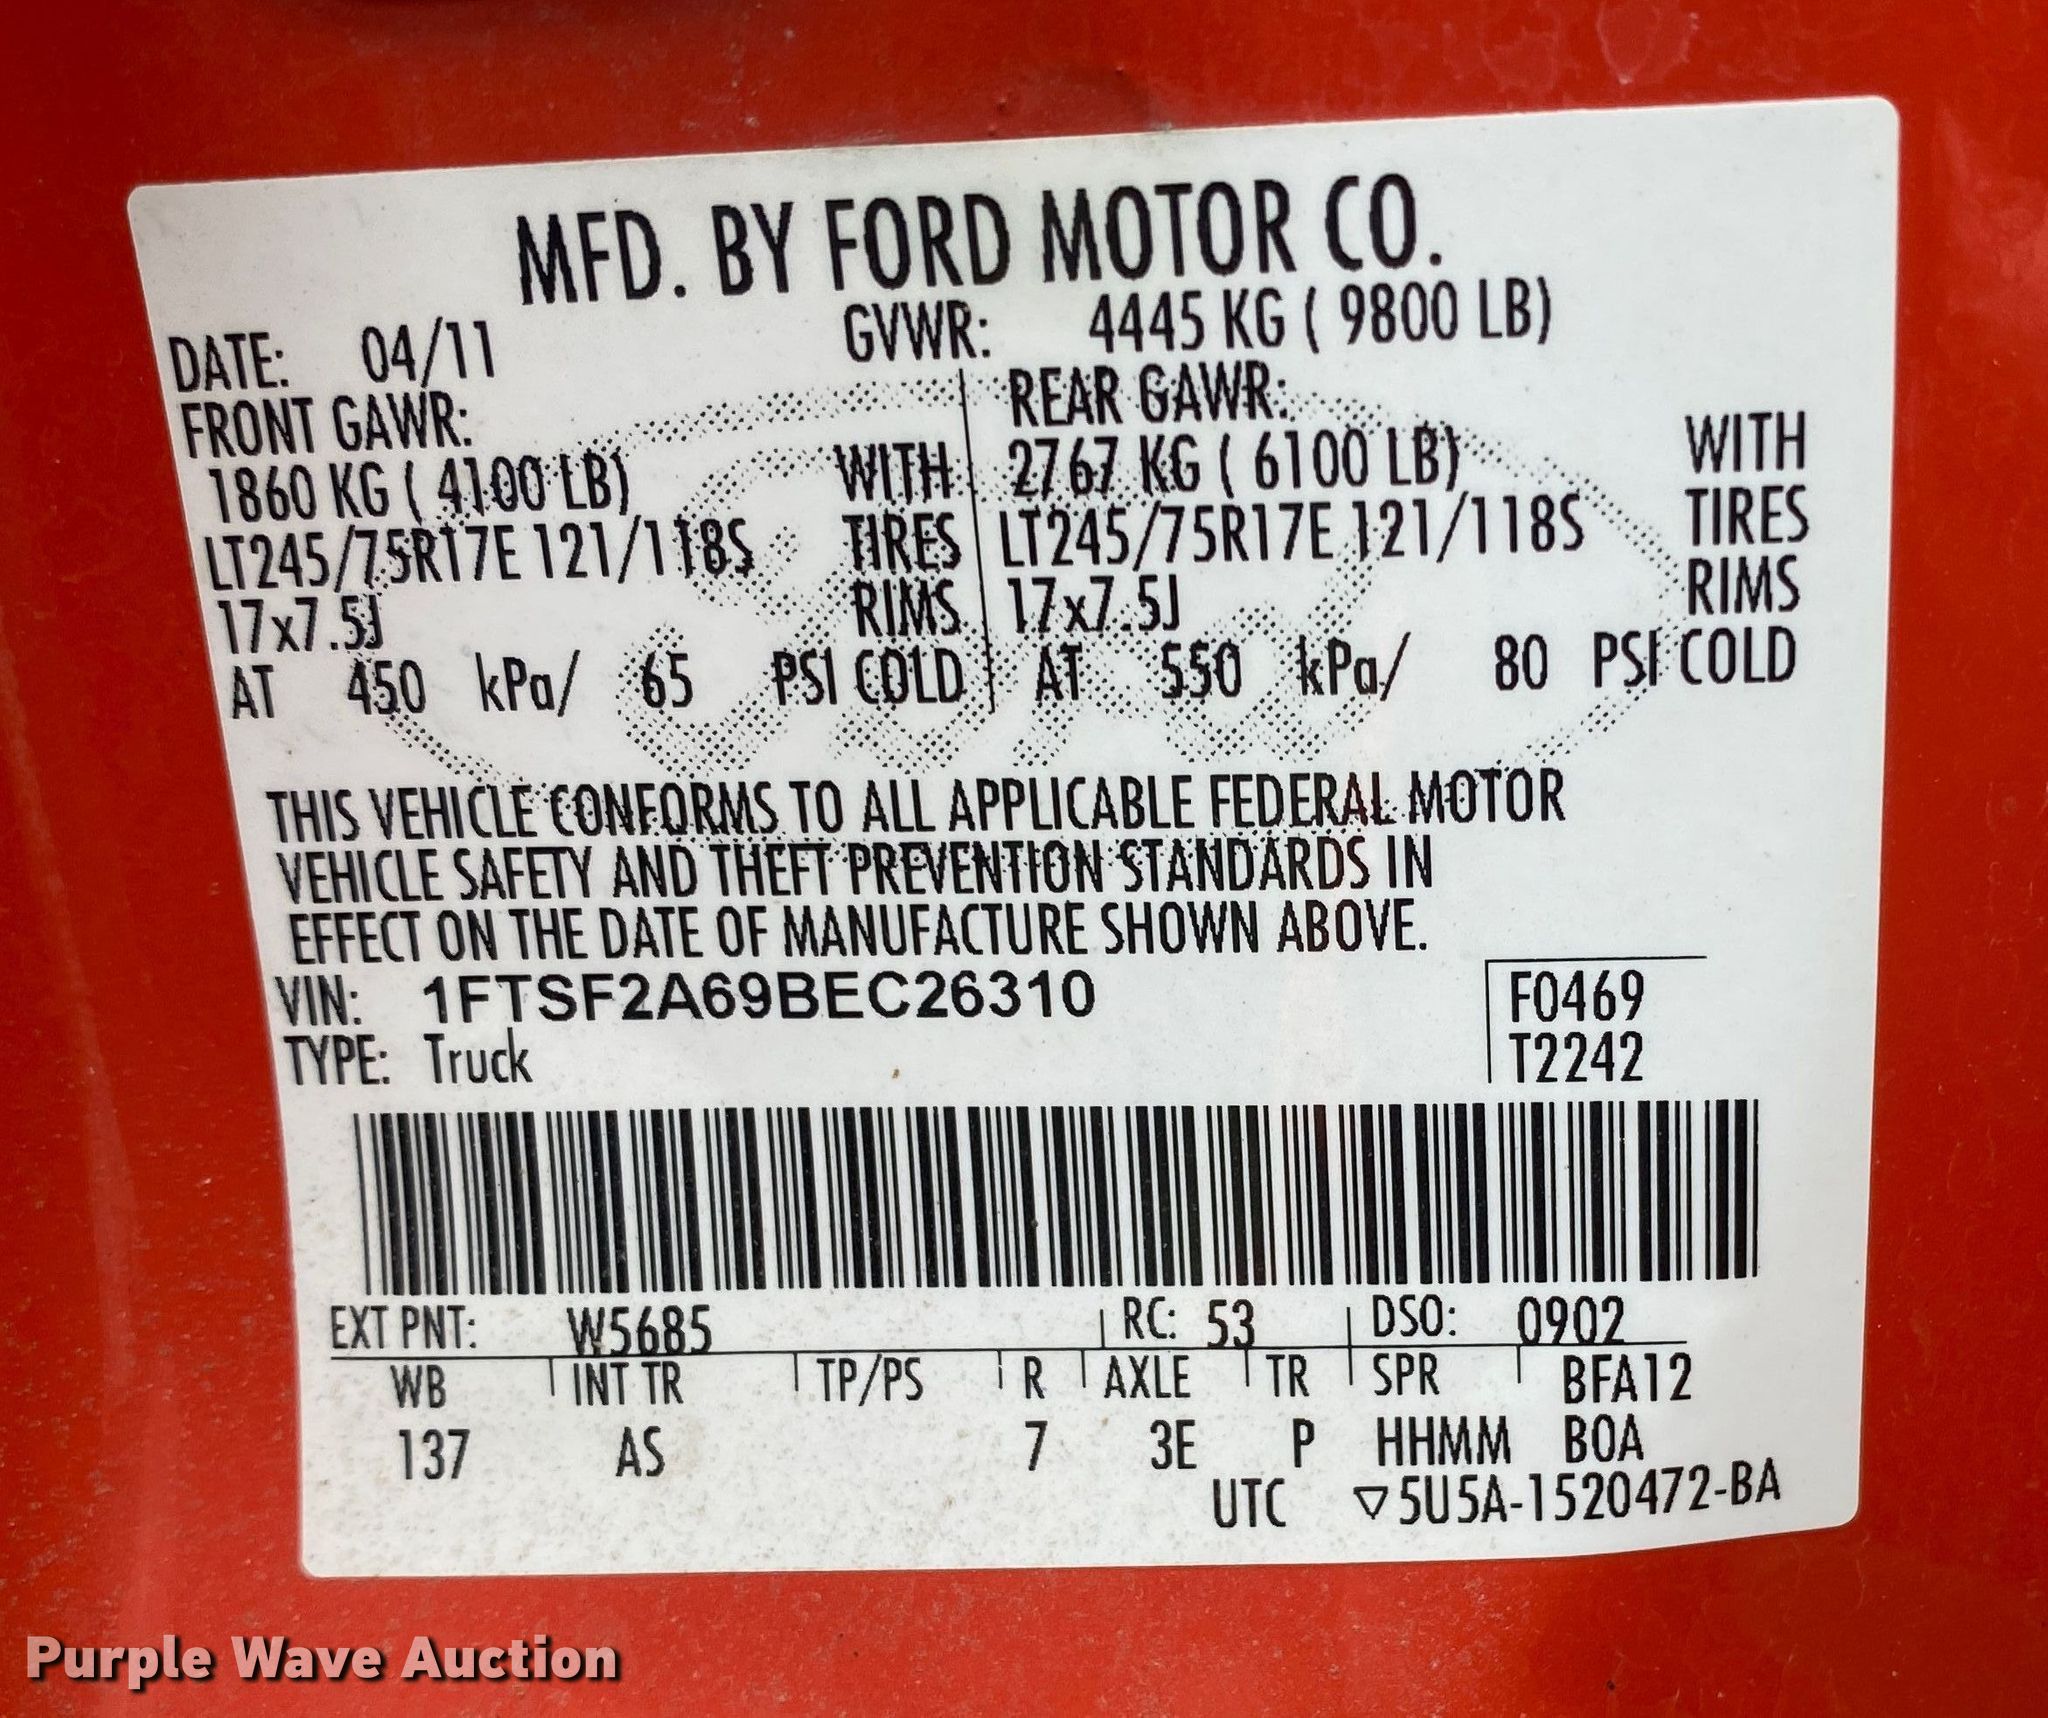 MFD. BY FORD MOTOR CO.
DATE: 04/11 GVWR: 4445 KG ( 9800 LB)
FRONT GAWR: REAR GAWR:
1860 KG ( 4100 LB) WITH 2767 KG ( 6100 LB) WITH
LT245/75R17E 121/118S TIRES LT245/75R17E 121/118S TIRES
17x7.5J RIMS 17x7.5J RIMS
AT 450 kPa/ 65 PSI COLD AT 550 kPa/ 80 PSI COLD
THIS VEHICLE CONFORMS TO ALL APPLICABLE FEDERAL MOTOR
VEHICLE SAFETY AND THEFT PREVENTION STANDARDS IN
EFFECT ON THE DATE OF MANUFACTURE SHOWN ABOVE.
VIN: 1FTSF2A69BEC26310 F0469
TYPE: Truck T2242
EXT PNT: W5685 RC: 53 DSO: 0902
WB INT TR TP/PS R AXLE TR SPR BFA12
137 AS 7 3E P HHMM BOA
UTC ▽5U5A-1520472-BA
Purple Wave Auction